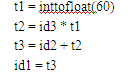 t1 = inttofloat(60)
t2 = id3 * t1
t3 = id2 + t2
id1 = t3